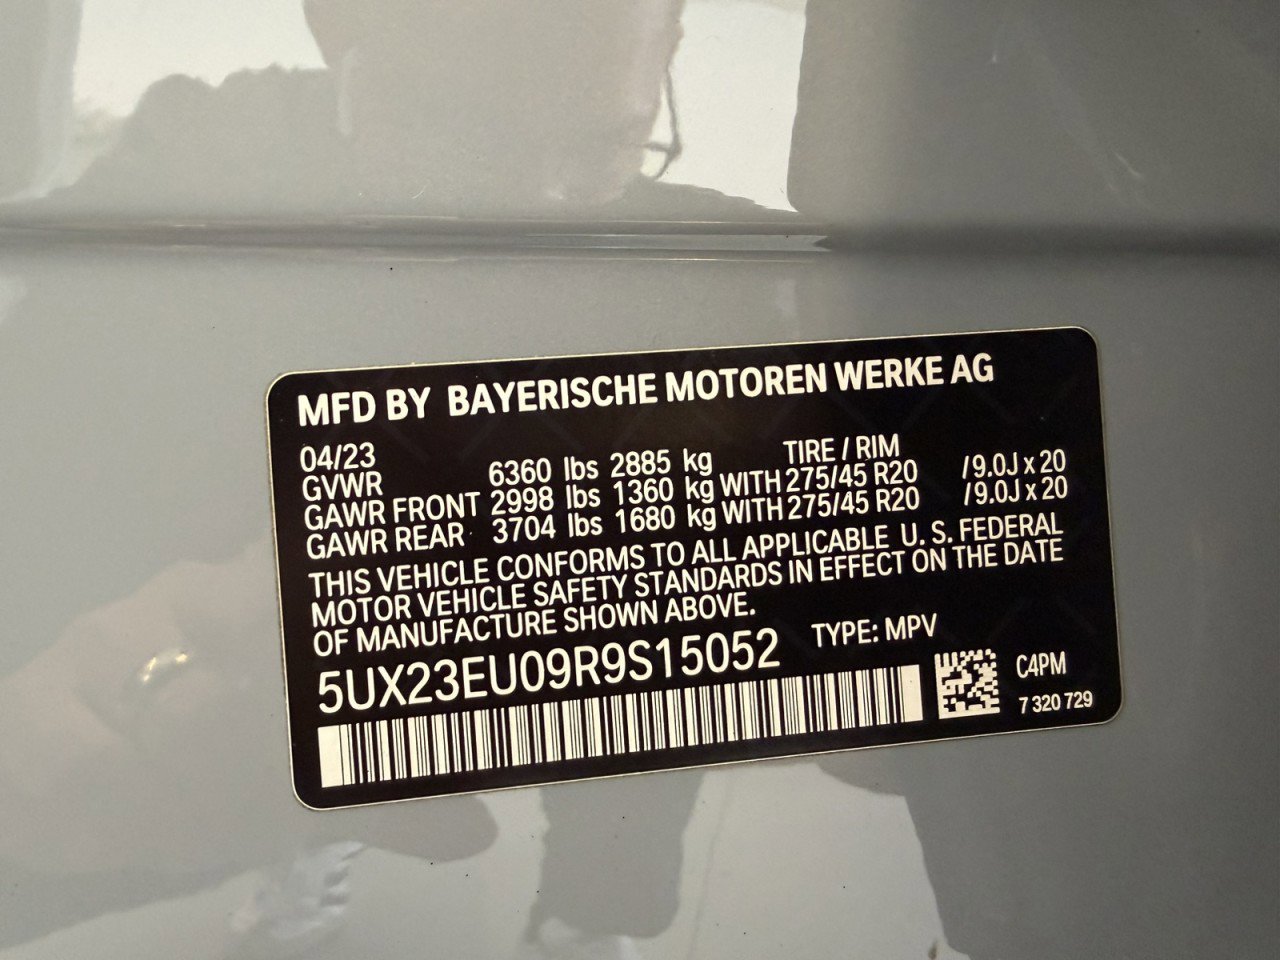 MFD BY BAYERISCHE MOTOREN WERKE AG
04/23 TIRE / RIM
GVWR 6360 lbs 2885 kg
GAWR FRONT 2998 lbs 1360 kg WITH 275/45 R20 / 9.0J x 20
GAWR REAR 3704 lbs 1680 kg WITH 275/45 R20 / 9.0J x 20
THIS VEHICLE CONFORMS TO ALL APPLICABLE U. S. FEDERAL
MOTOR VEHICLE SAFETY STANDARDS IN EFFECT ON THE DATE
OF MANUFACTURE SHOWN ABOVE.
5UX23EU09R9S15052 TYPE: MPV
C4PM
7 320 729